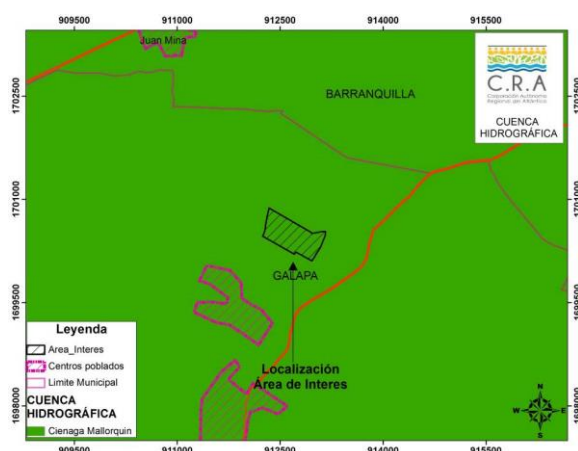 909500 911000 912500 914000 915500
Juan Mina
C.R.A
Corporación Autónoma
Regional del Atlántico
CUENCA
HIDROGRÁFICA
BARRANQUILLA
1702500 1702500
1701000 1701000
GALAPA
1699500 1699500
Localización
Área de Interes
Leyenda
Area_Interes
Centros poblados
Limite Municipal
CUENCA
HIDROGRÁFICA
Cienaga Mallorquin
1698000 1698000
N
W E
S
909500 911000 912500 914000 915500